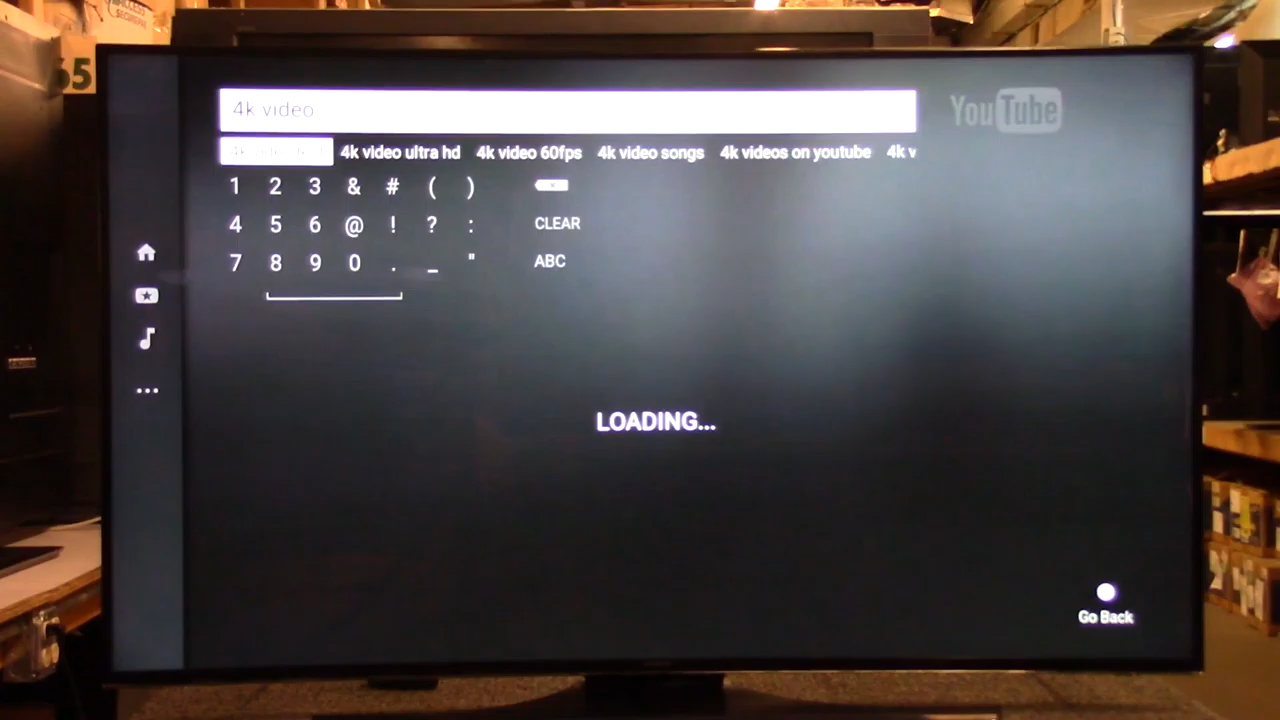 65
4k video
YouTube
4k video ultra hd 4k video 60fps 4k video songs 4k videos on youtube 4k v
1 2 3 & # ( )
4 5 6 @ ! ? : CLEAR
7 8 9 0 . _ " ABC
LOADING...
Go Back